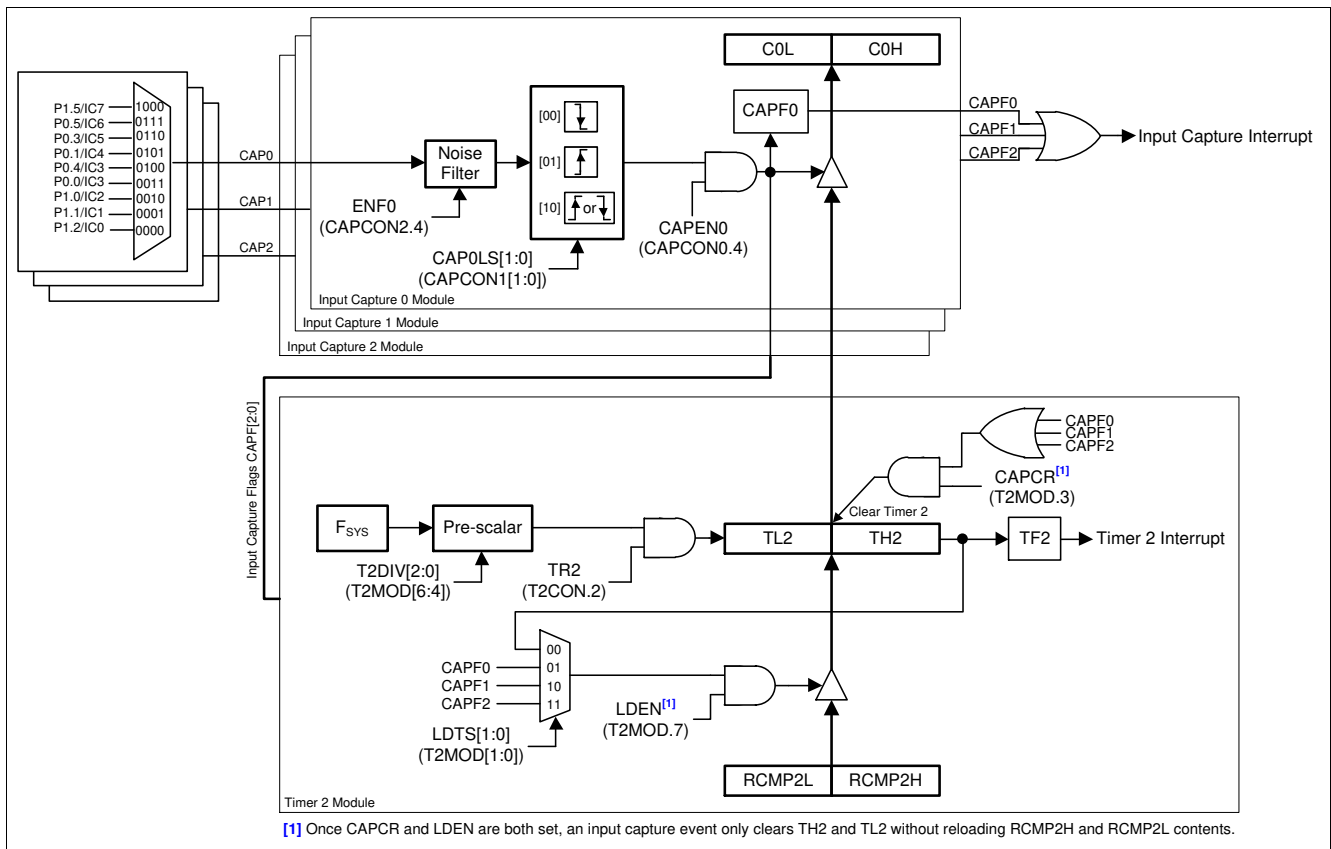 C0L
C0H
P1.5/IC7
1000
P0.5/IC6
0111
P0.3/IC5
0110
P0.1/IC4
0101
P0.4/IC3
0100
P0.0/IC3
0011
P1.0/IC2
0010
P1.1/IC1
0001
P1.2/IC0
0000
CAP0
CAP1
CAP2
Noise
Filter
ENF0
(CAPCON2.4)
[00]
[01]
[10]
or
CAP0LS[1:0]
(CAPCON1[1:0])
CAPEN0
(CAPCON0.4)
CAPF0
CAPF0
CAPF1
CAPF2
Input Capture Interrupt
Input Capture 0 Module
Input Capture 1 Module
Input Capture 2 Module
Input Capture Flags CAPF[2:0]
CAPF0
CAPF1
CAPF2
CAPCR[1]
(T2MOD.3)
Clear Timer 2
FSYS
Pre-scalar
T2DIV[2:0]
(T2MOD[6:4])
TR2
(T2CON.2)
TL2
TH2
TF2
Timer 2 Interrupt
00
CAPF0
01
CAPF1
10
CAPF2
11
LDTS[1:0]
(T2MOD[1:0])
LDEN[1]
(T2MOD.7)
RCMP2L
RCMP2H
Timer 2 Module
[1] Once CAPCR and LDEN are both set, an input capture event only clears TH2 and TL2 without reloading RCMP2H and RCMP2L contents.